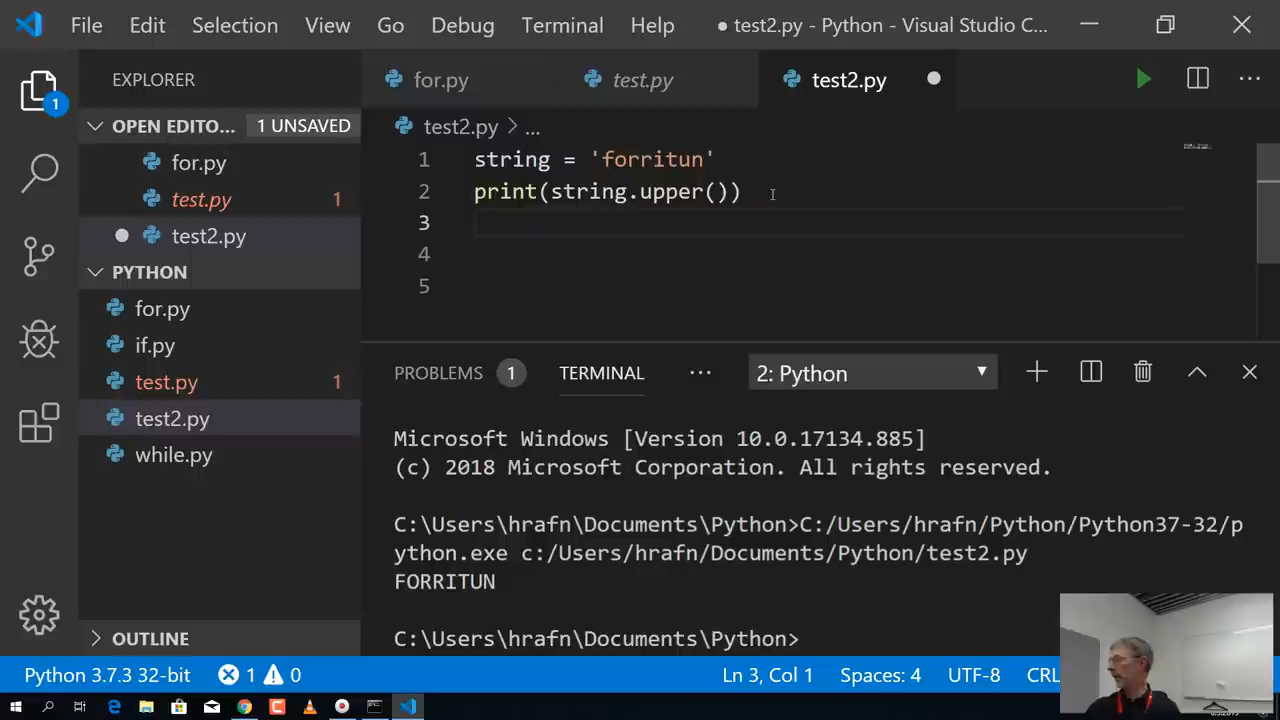 File Edit Selection View Go Debug Terminal Help ● test2.py - Python - Visual Studio C...
EXPLORER
1
OPEN EDITO... 1 UNSAVED
for.py
test.py 1
test2.py
PYTHON
for.py
if.py
test.py 1
test2.py
while.py
OUTLINE
for.py test.py test2.py
test2.py > ...
1 string = 'forritun'
2 print(string.upper())
3
4
5
PROBLEMS 1 TERMINAL ... 2: Python
Microsoft Windows [Version 10.0.17134.885]
(c) 2018 Microsoft Corporation. All rights reserved.
C:\Users\hrafn\Documents\Python>C:/Users/hrafn/Python/Python37-32/p
ython.exe c:/Users/hrafn/Documents/Python/test2.py
FORRITUN
C:\Users\hrafn\Documents\Python>
Python 3.7.3 32-bit 1 0 Ln 3, Col 1 Spaces: 4 UTF-8 CRL